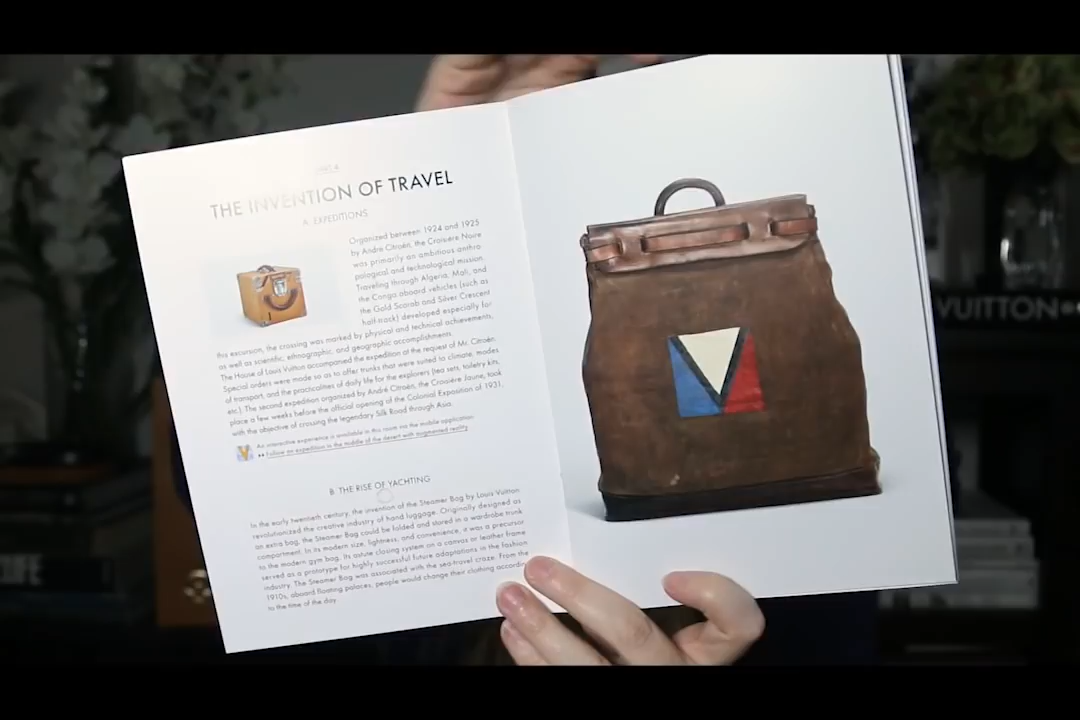 THE INVENTION OF TRAVEL
A. EXPEDITIONS
Organized between 1924 and 1925
by André Citroën, the Croisière Noire
was primarily an ambitious anthro
pological and technological mission.
Traveling through Algeria, Mali, and
the Congo aboard vehicles (such as
the Gold Scarab and Silver Crescent
half-track) developed especially for
this excursion, the crossing was marked by physical and technical achievements,
as well as scientific, ethnographic, and geographic accomplishments.
The House of Louis Vuitton accompanied the expedition at the request of Mr. Citroën.
Special orders were made so as to offer trunks that were suited to climate, modes
of transport, and the practicalities of daily life for the explorers (tea sets, toiletry kits,
etc.) The second expedition organized by André Citroën, the Croisière Jaune, took
place a few weeks before the official opening of the Colonial Exposition of 1931,
with the objective of crossing the legendary Silk Road through Asia.
An interactive experience is available in this room via the mobile application
Follow an expedition in the middle of the desert with augmented reality
B. THE RISE OF YACHTING
In the early twentieth century, the invention of the Steamer Bag by Louis Vuitton
revolutionized the creative industry of hand luggage. Originally designed as
an extra bag, the Steamer Bag could be folded and stored in a wardrobe trunk
compartment. In its modern size, lightness, and convenience, it was a precursor
to the modern gym bag. Its astute closing system on a canvas or leather frame
served as a prototype for highly successful future adaptations in the fashion
industry. The Steamer Bag was associated with the sea-travel craze. From the
1910s, aboard floating palaces, people would change their clothing accordin
to the time of the day.
VUITTON